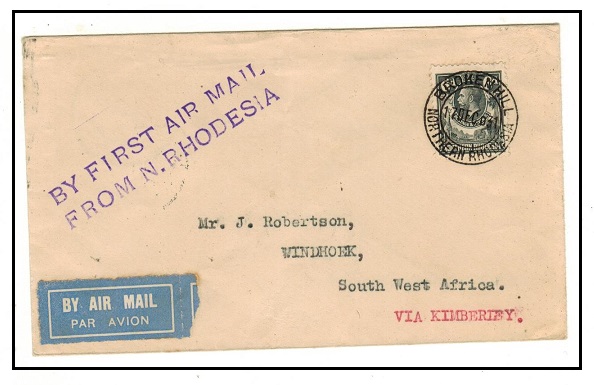 BY FIRST AIR MAIL
FROM N. RHODESIA
BROKEN HILL
NORTHERN RHODESIA
Mr. J. Robertson,
WINDHOEK,
South West Africa.
VIA KIMBERLEY.
BY AIR MAIL
PAR AVION